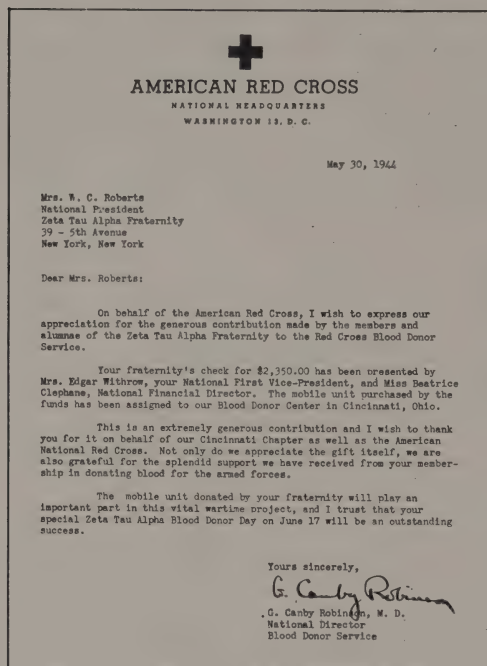 AMERICAN RED CROSS
NATIONAL HEADQUARTERS
WASHINGTON 13, D. C.
May 30, 1944
Mrs. W. C. Roberts
National President
Zeta Tau Alpha Fraternity
39 - 5th Avenue
New York, New York
Dear Mrs. Roberts:
On behalf of the American Red Cross, I wish to express our
appreciation for the generous contribution made by the members and
alumnae of the Zeta Tau Alpha Fraternity to the Red Cross Blood Donor
Service.
Your fraternity's check for $2,350.00 has been presented by
Mrs. Edgar Withrow, your National First Vice-President, and Miss Beatrice
Clephane, National Financial Director. The mobile unit purchased by the
funds has been assigned to our Blood Donor Center in Cincinnati, Ohio.
This is an extremely generous contribution and I wish to thank
you for it on behalf of our Cincinnati Chapter as well as the American
National Red Cross. Not only do we appreciate the gift itself, we are
also grateful for the splendid support we have received from your member-
ship in donating blood for the armed forces.
The mobile unit donated by your fraternity will play an
important part in this vital wartime project, and I trust that your
special Zeta Tau Alpha Blood Donor Day on June 17 will be an outstanding
success.
Yours sincerely,
G. Canby Robinson
G. Canby Robinson, M. D.
National Director
Blood Donor Service